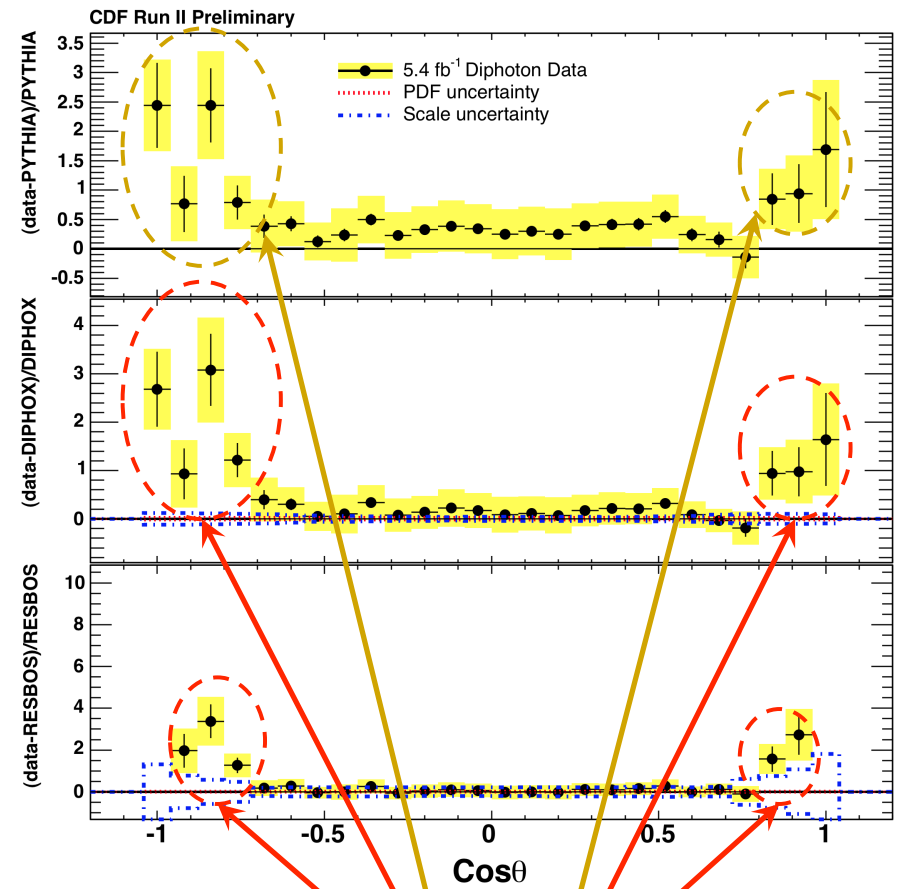 CDF Run II Preliminary
(data-PYTHIA)/PYTHIA
3.5
3
2.5
2
1.5
1
0.5
0
-0.5
5.4 fb-1 Diphoton Data
PDF uncertainty
Scale uncertainty
(data-DIPHOX)/DIPHOX
4
3
2
1
0
(data-RESBOS)/RESBOS
10
8
6
4
2
0
-1 -0.5 0 0.5 1
Cosθ